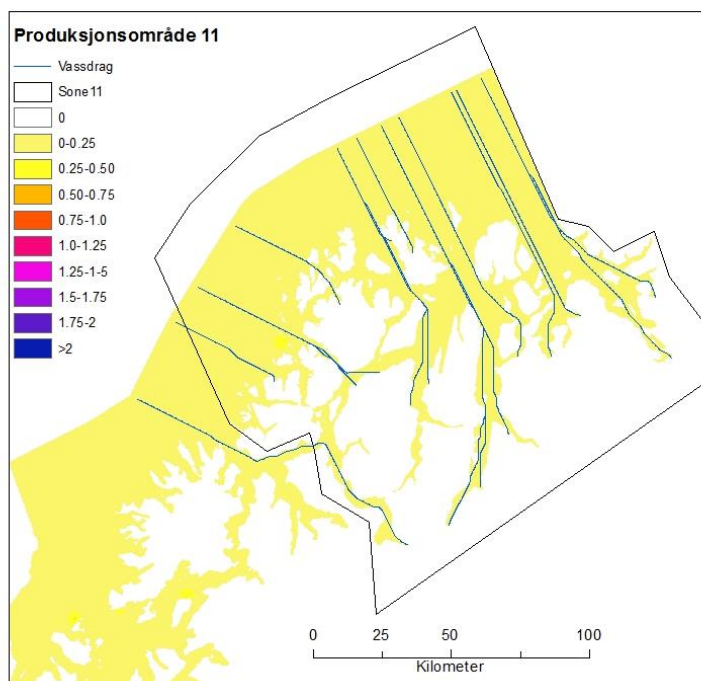 Produksjonsområde 11
Vassdrag
Sone 11
0
0-0.25
0.25-0.50
0.50-0.75
0.75-1.0
1.0-1.25
1.25-1-5
1.5-1.75
1.75-2
>2
0 25 50 100
Kilometer